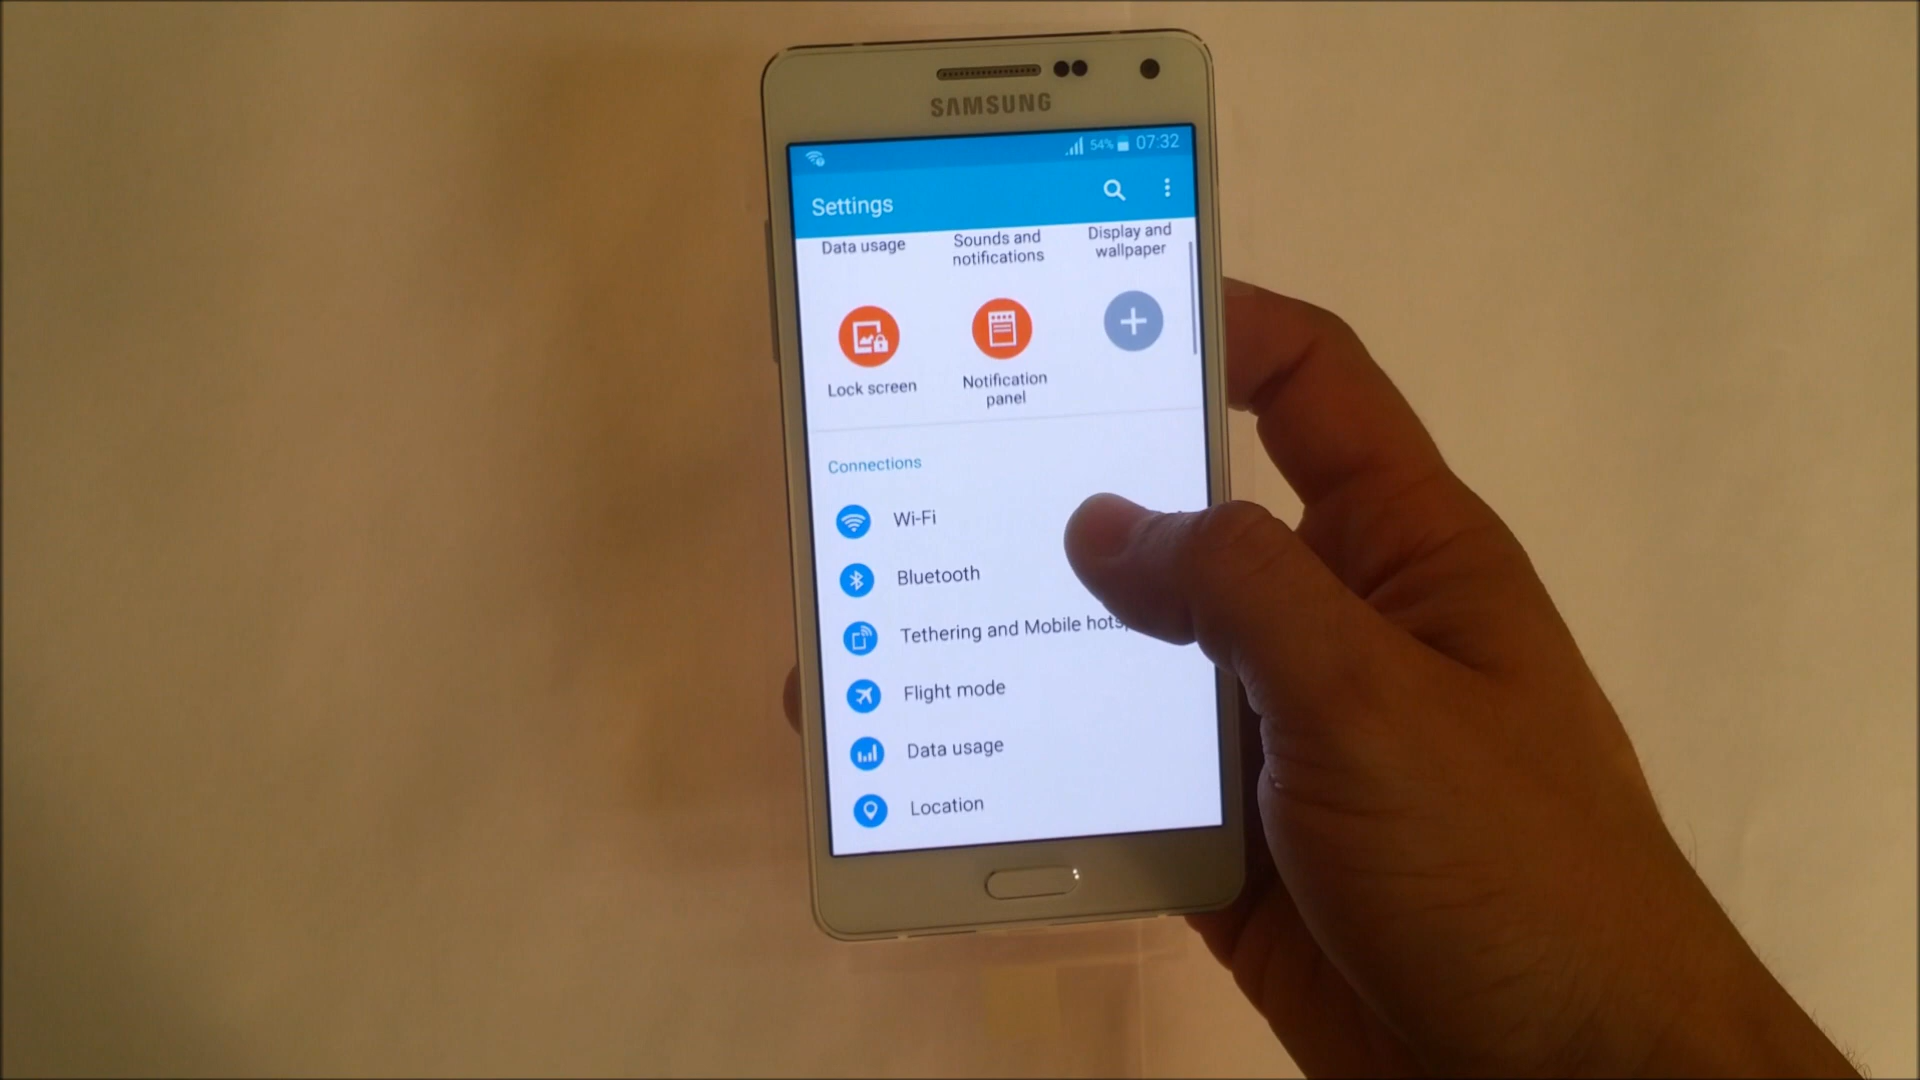 SAMSUNG
54% 07:32
Settings
Data usage
Sounds and
notifications
Display and
wallpaper
Lock screen
Notification
panel
Connections
Wi-Fi
Bluetooth
Tethering and Mobile hots
Flight mode
Data usage
Location